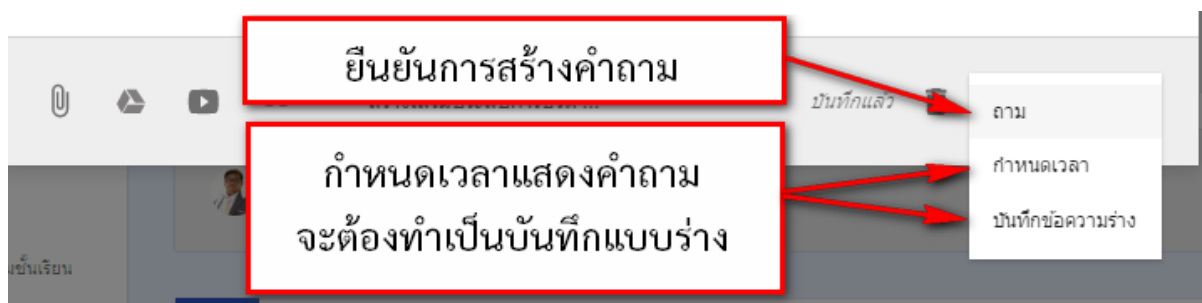 ยืนยันการสร้างคำถาม
บันทึกแล้ว
ถาม
กำหนดเวลาแสดงคำถาม
จะต้องทำเป็นบันทึกแบบร่าง
กำหนดเวลา
บันทึกข้อความร่าง
ชั้นเรียน